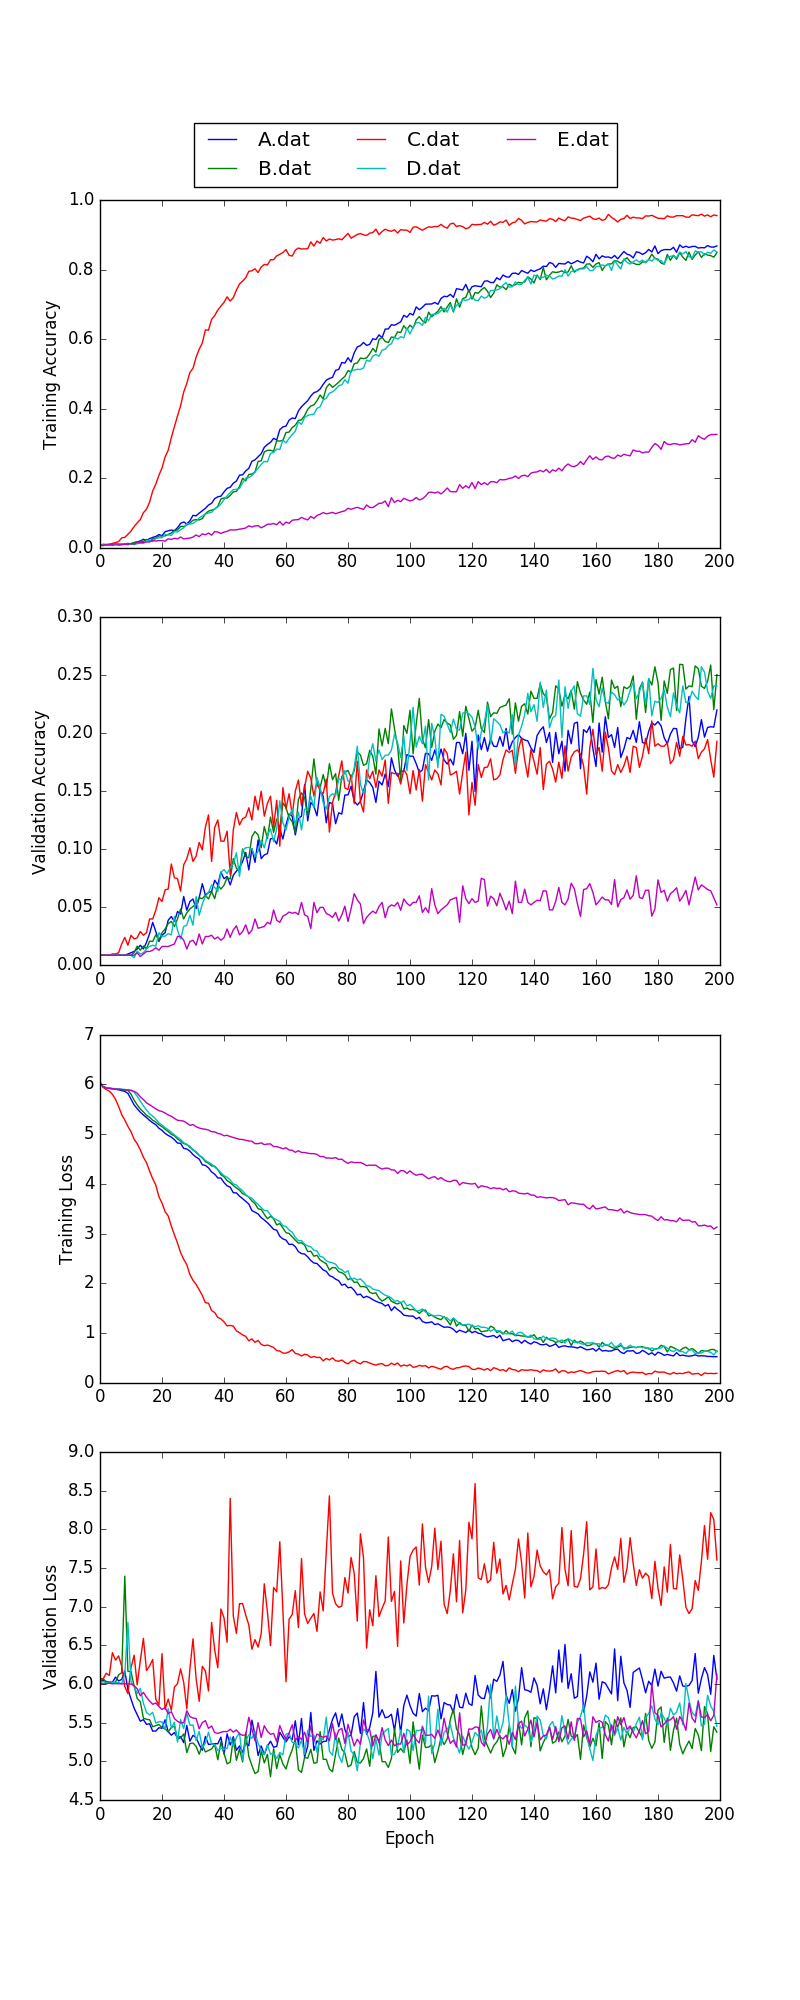 A.dat C.dat E.dat
B.dat D.dat
1.0
0.8
0.6
0.4
0.2
0.0
Training Accuracy
0 20 40 60 80 100 120 140 160 180 200
0.30
0.25
0.20
0.15
0.10
0.05
0.00
Validation Accuracy
0 20 40 60 80 100 120 140 160 180 200
7
6
5
4
3
2
1
0
Training Loss
0 20 40 60 80 100 120 140 160 180 200
9.0
8.5
8.0
7.5
7.0
6.5
6.0
5.5
5.0
4.5
Validation Loss
0 20 40 60 80 100 120 140 160 180 200
Epoch